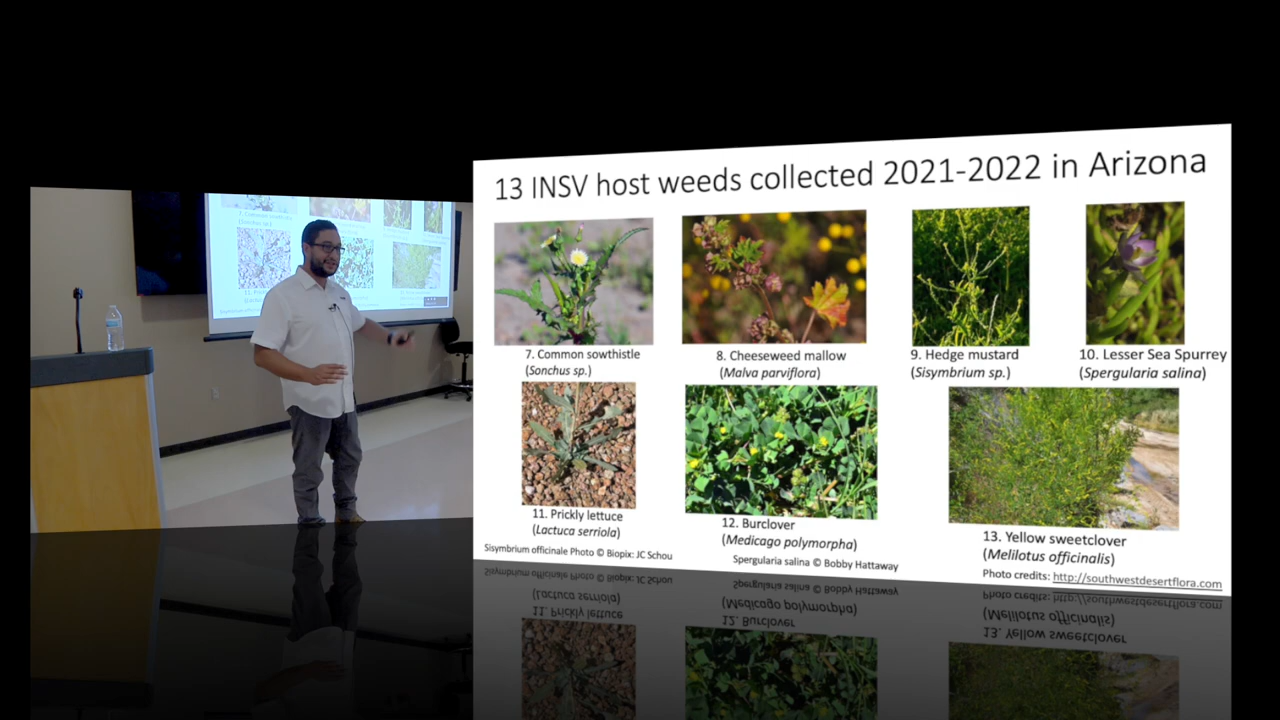 13 INSV host weeds collected 2021-2022 in Arizona
7. Common sowthistle
(Sonchus sp.)
8. Cheeseweed mallow
(Malva parviflora)
9. Hedge mustard
(Sisymbrium sp.)
10. Lesser Sea Spurrey
(Spergularia salina)
11. Prickly lettuce
(Lactuca serriola)
12. Burclover
(Medicago polymorpha)
13. Yellow sweetclover
(Melilotus officinalis)
Sisymbrium officinale Photo © Biopix: JC Schou
Spergularia salina © Bobby Hattaway
Photo credits: http://southwestdesertflora.com